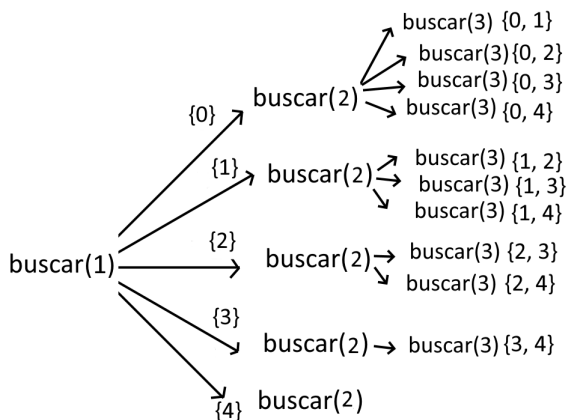 buscar(3) {0, 1}
buscar(3) {0, 2}
buscar(3) {0, 3}
buscar(3) {0, 4}
{0}
buscar(2)
buscar(3) {1, 2}
buscar(3) {1, 3}
buscar(3) {1, 4}
{1}
buscar(2)
{2}
buscar(2)
buscar(3) {2, 3}
buscar(3) {2, 4}
buscar(1)
{3}
buscar(2)
buscar(3) {3, 4}
{4}
buscar(2)